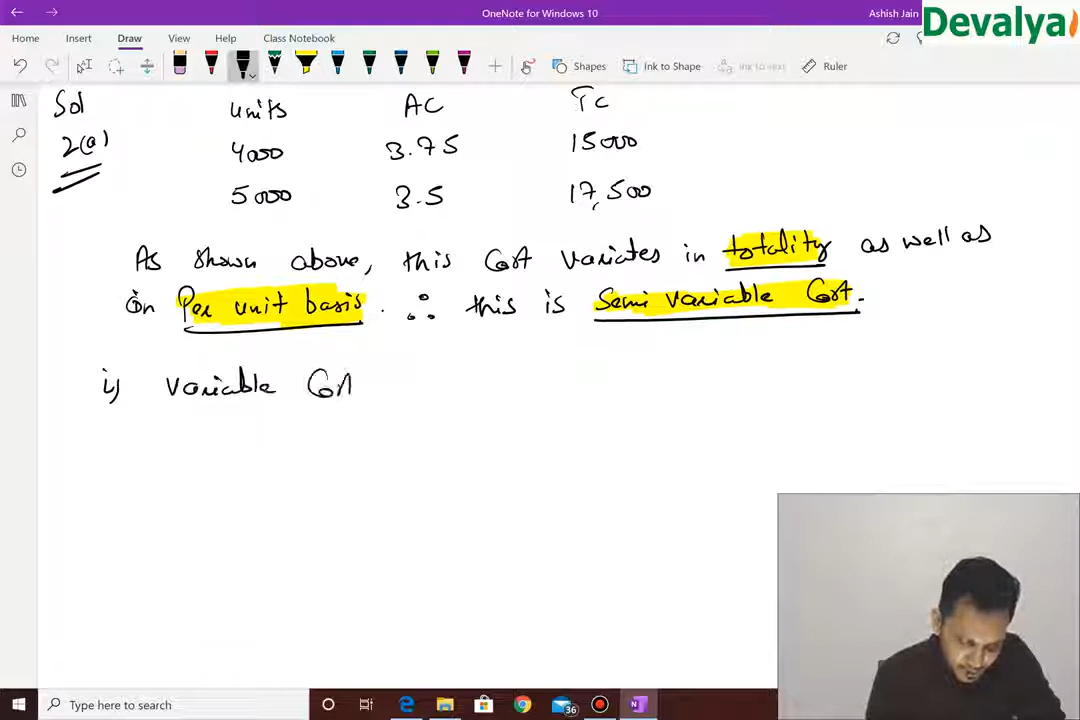 OneNote for Windows 10
Ashish Jain
Devalya
Home Insert Draw View Help Class Notebook
Shapes Ink to Shape Ink to Text Ruler
Sol units AC TC
2(a) 4000 3.75 15000
5000 3.5 17,500
As shown above, this Cost variates in totality as well as
on Per unit basis. ∴ this is Semi variable Cost.
i) variable Cos
Type here to search
36